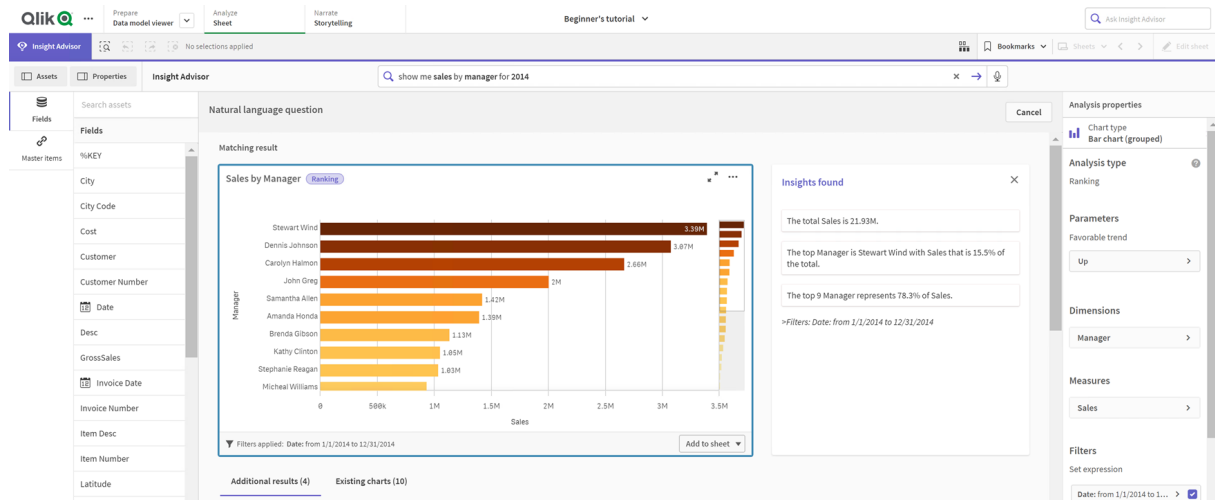 Qlik
Prepare
Data model viewer
Analyze
Sheet
Narrate
Storytelling
Beginner's tutorial
Ask Insight Advisor
Insight Advisor
No selections applied
Bookmarks
Sheets
Edit sheet
Assets
Properties
Insight Advisor
show me sales by manager for 2014
Fields
Master items
Search assets
Fields
%KEY
City
City Code
Cost
Customer
Customer Number
Date
Desc
GrossSales
Invoice Date
Invoice Number
Item Desc
Item Number
Latitude
Natural language question
Cancel
Matching result
Sales by Manager Ranking
Manager
Stewart Wind 3.39M
Dennis Johnson 3.07M
Carolyn Halmon 2.66M
John Greg 2M
Samantha Allen 1.42M
Amanda Honda 1.39M
Brenda Gibson 1.13M
Kathy Clinton 1.05M
Stephanie Reagan 1.03M
Micheal Williams
0 500k 1M 1.5M 2M 2.5M 3M 3.5M
Sales
Filters applied: Date: from 1/1/2014 to 12/31/2014
Add to sheet
Insights found
The total Sales is 21.93M.
The top Manager is Stewart Wind with Sales that is 15.5% of
the total.
The top 9 Manager represents 78.3% of Sales.
>Filters: Date: from 1/1/2014 to 12/31/2014
Additional results (4)
Existing charts (10)
Analysis properties
Chart type
Bar chart (grouped)
Analysis type
Ranking
Parameters
Favorable trend
Up
Dimensions
Manager
Measures
Sales
Filters
Set expression
Date: from 1/1/2014 to 1...